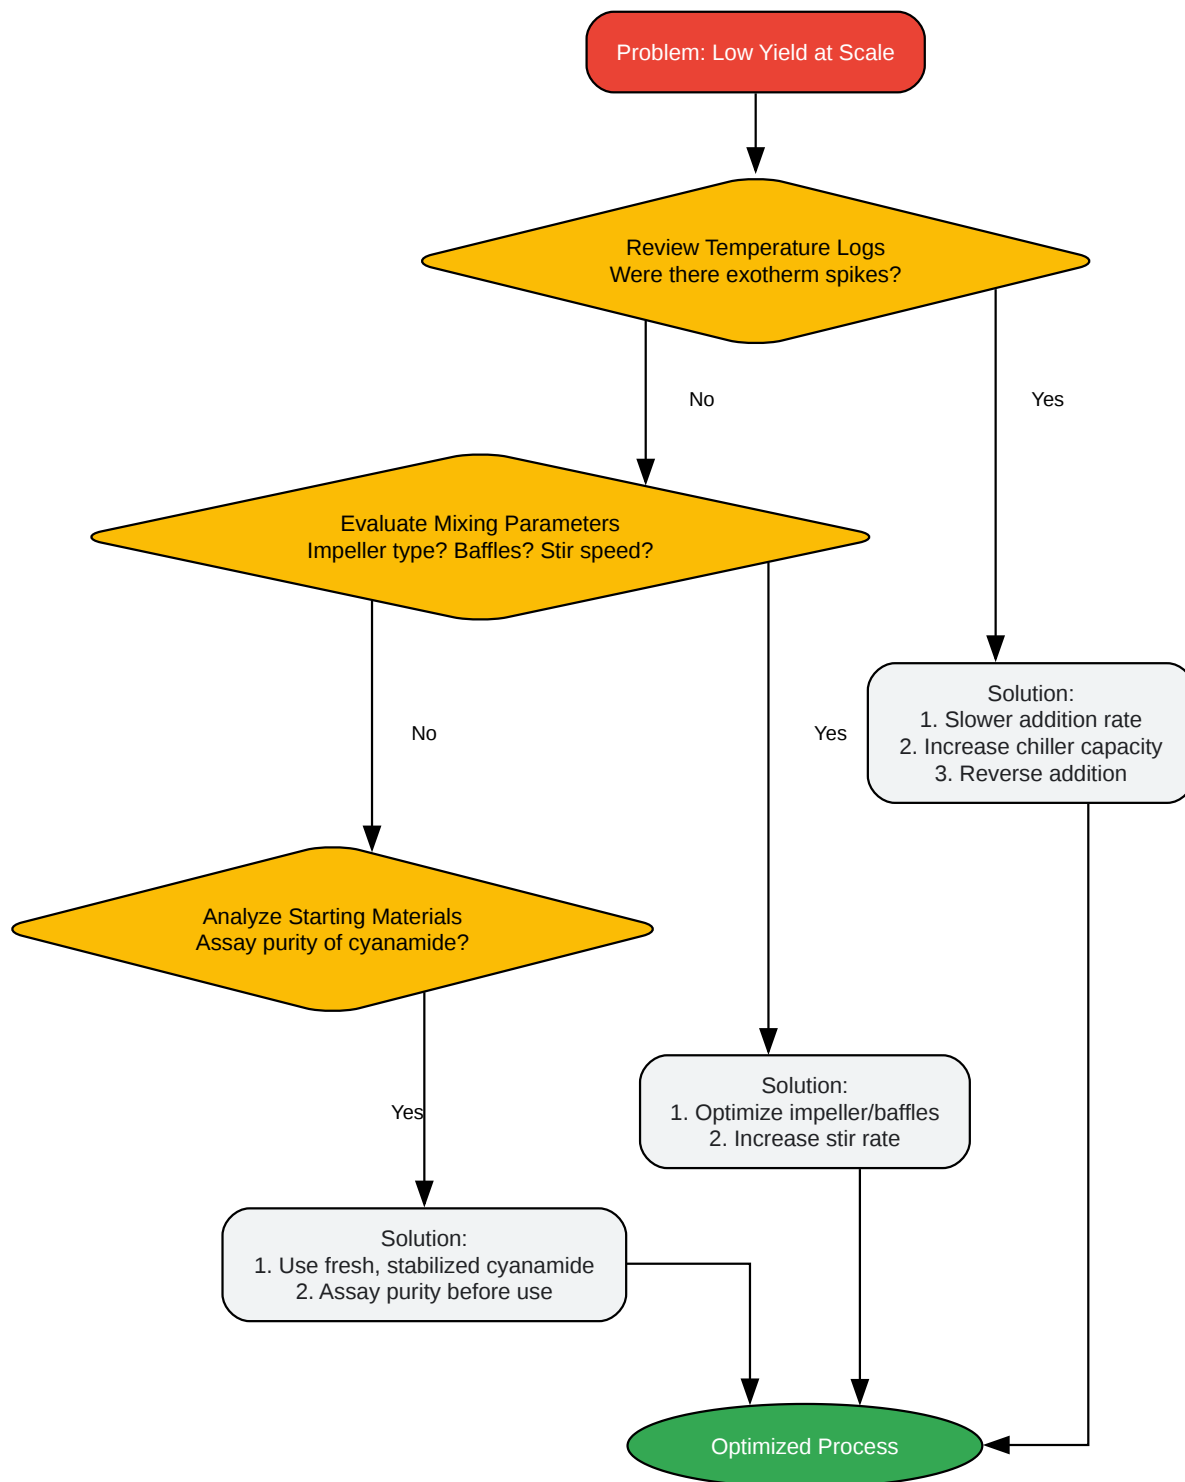 Problem: Low Yield at Scale
Review Temperature Logs
Were there exotherm spikes?
No
Yes
Evaluate Mixing Parameters
Impeller type? Baffles? Stir speed?
Solution:
1. Slower addition rate
2. Increase chiller capacity
3. Reverse addition
No
Yes
Analyze Starting Materials
Assay purity of cyanamide?
Yes
Solution:
1. Optimize impeller/baffles
2. Increase stir rate
Solution:
1. Use fresh, stabilized cyanamide
2. Assay purity before use
Optimized Process